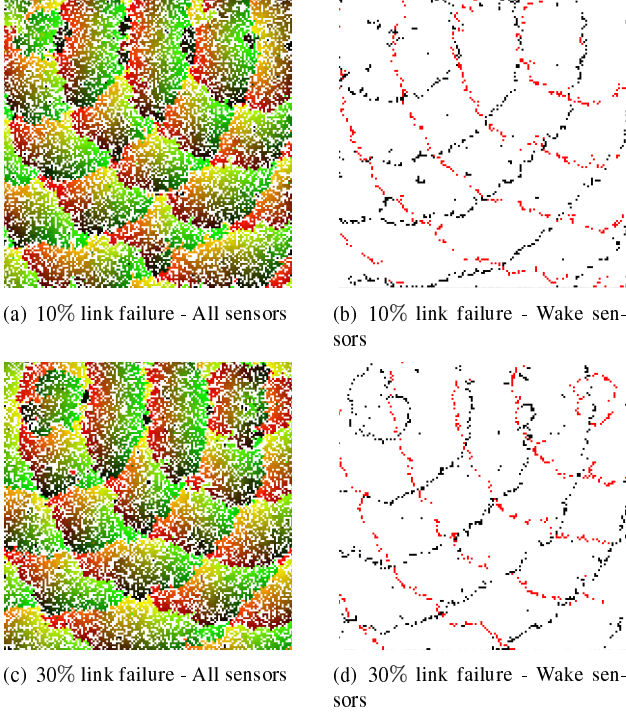 (a) 10% link failure - All sensors
(b) 10% link failure - Wake sen-
sors
(c) 30% link failure - All sensors
(d) 30% link failure - Wake sen-
sors